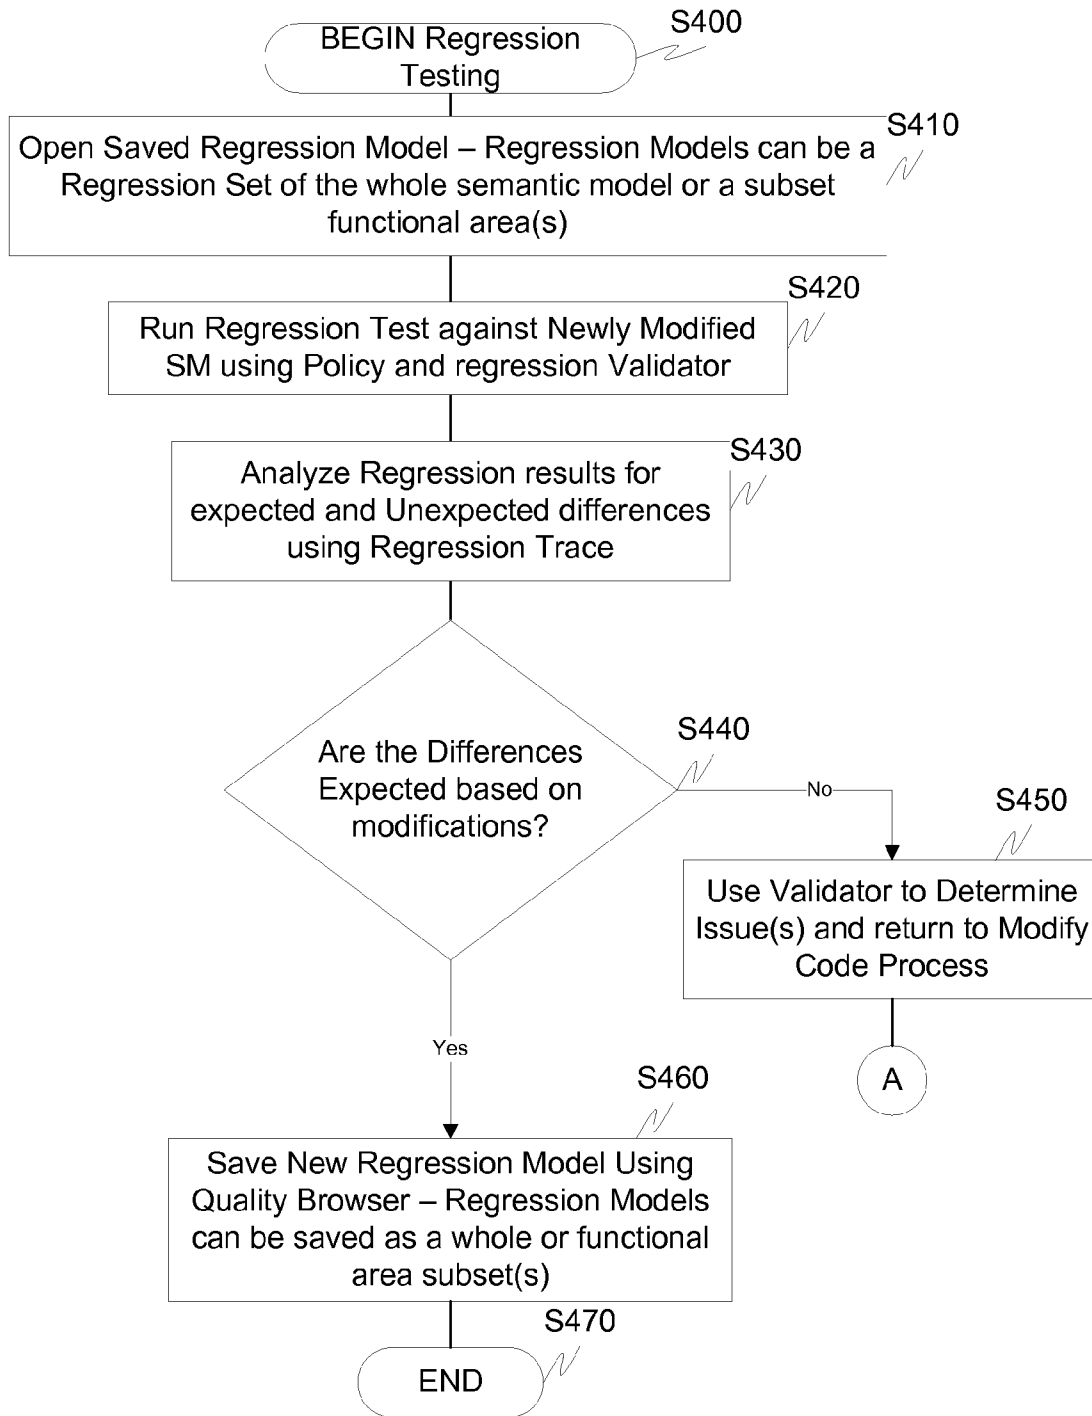 BEGIN Regression
Testing
S400
Open Saved Regression Model – Regression Models can be a
Regression Set of the whole semantic model or a subset
functional area(s)
S410
Run Regression Test against Newly Modified
SM using Policy and regression Validator
S420
Analyze Regression results for
expected and Unexpected differences
using Regression Trace
S430
Are the Differences
Expected based on
modifications?
S440
No
S450
Use Validator to Determine
Issue(s) and return to Modify
Code Process
A
Yes
S460
Save New Regression Model Using
Quality Browser – Regression Models
can be saved as a whole or functional
area subset(s)
S470
END